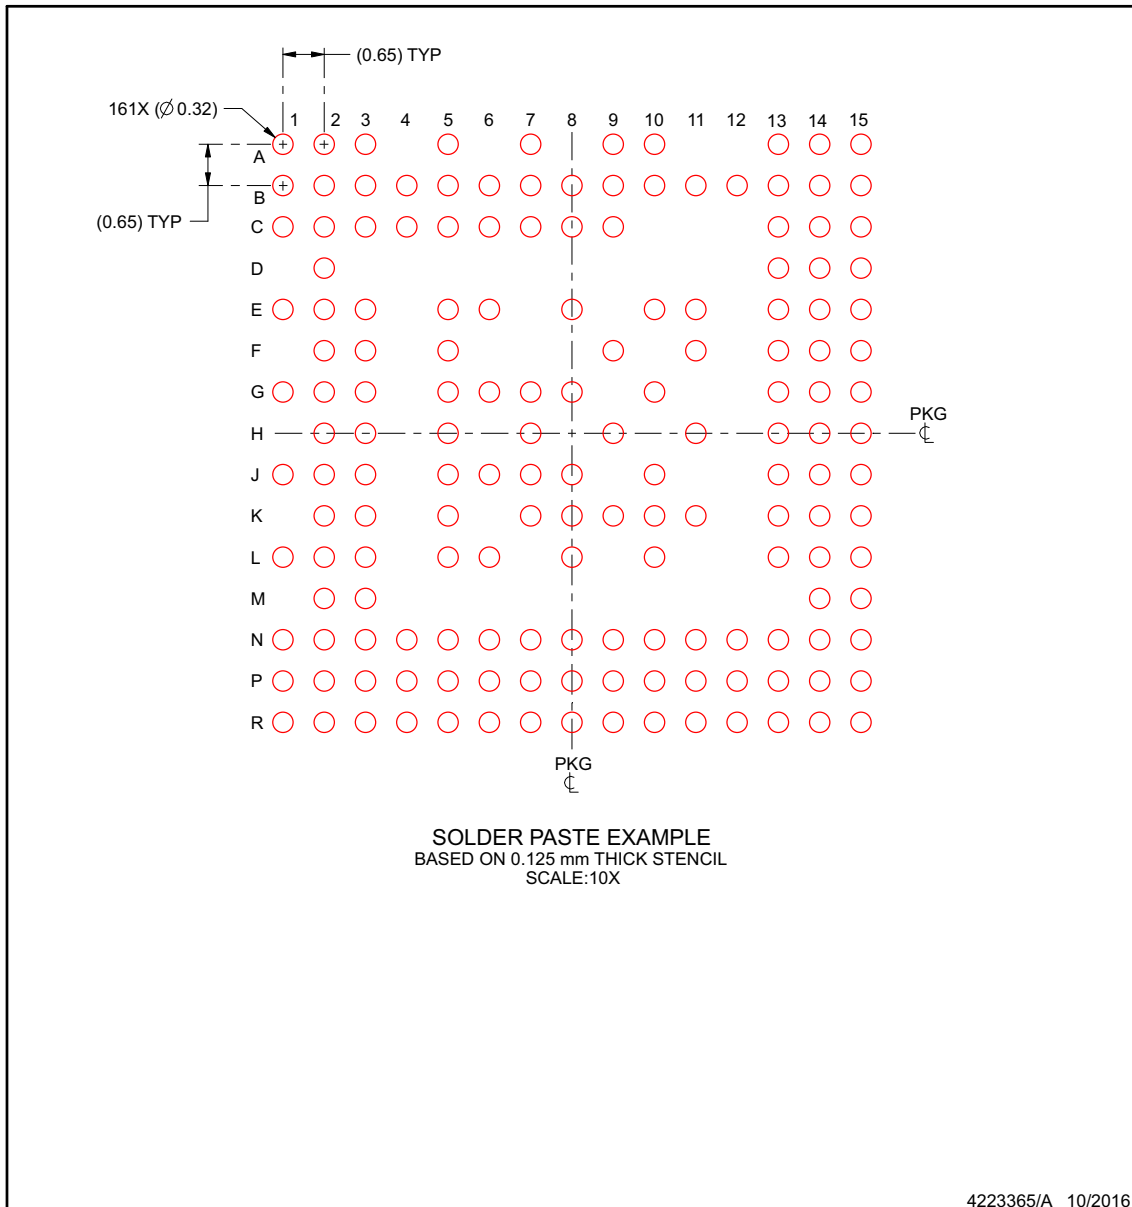 (0.65) TYP
161X (Ø 0.32)
1 2 3 4 5 6 7 8 9 10 11 12 13 14 15
A
B
(0.65) TYP
C
D
E
F
G
PKG
H
J
K
L
M
N
P
R
PKG
SOLDER PASTE EXAMPLE
BASED ON 0.125 mm THICK STENCIL
SCALE:10X
4223365/A 10/2016